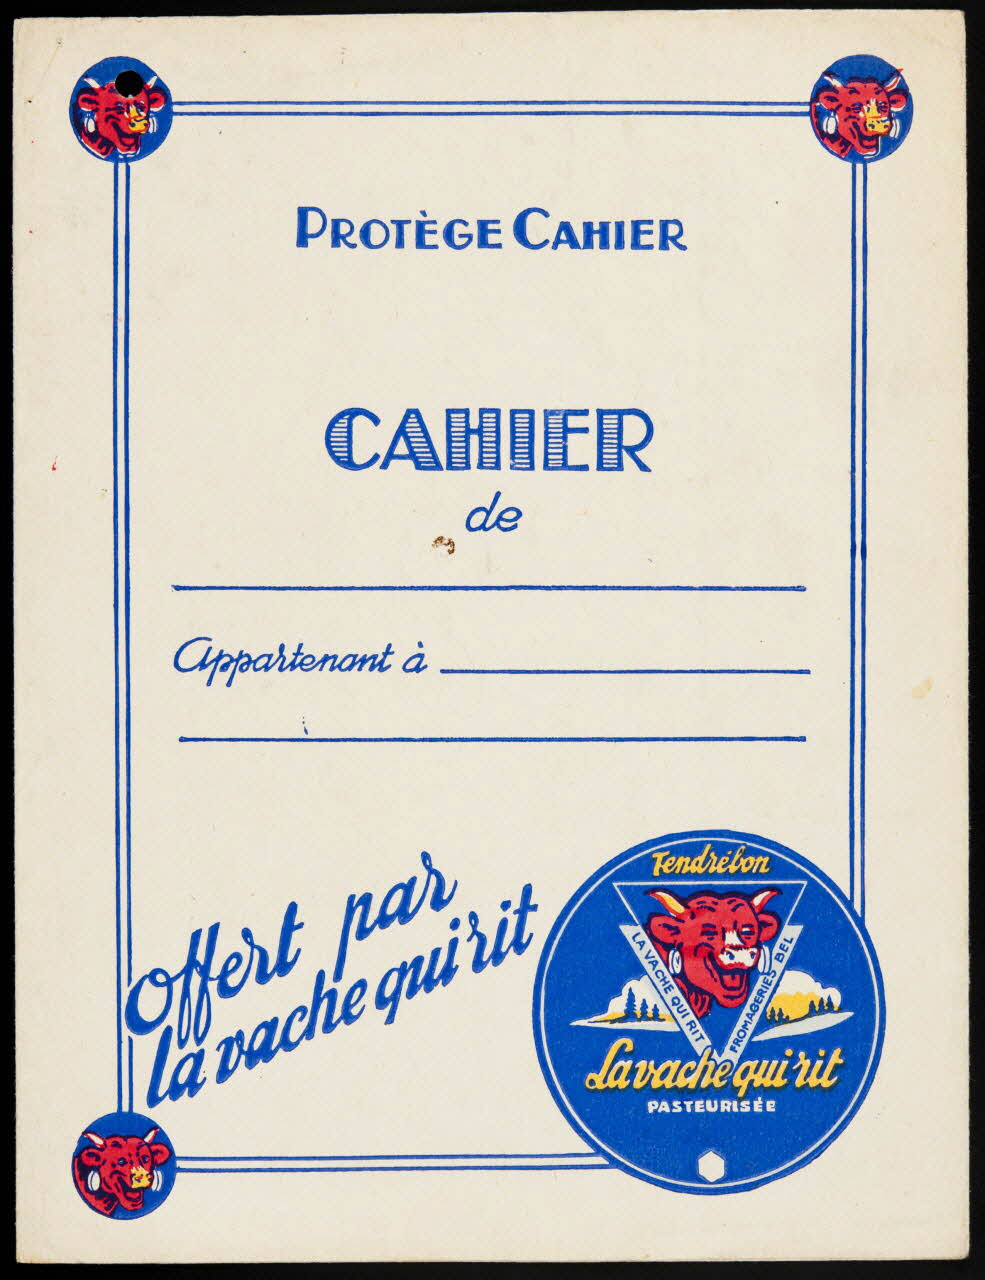 PROTÈGE CAHIER
CAHIER
de
Appartenant à
Offert par
la vache qui rit
Tendrébon
LA VACHE QUI RIT
FROMAGERIES BEL
La vache qui rit
PASTEURISÉE